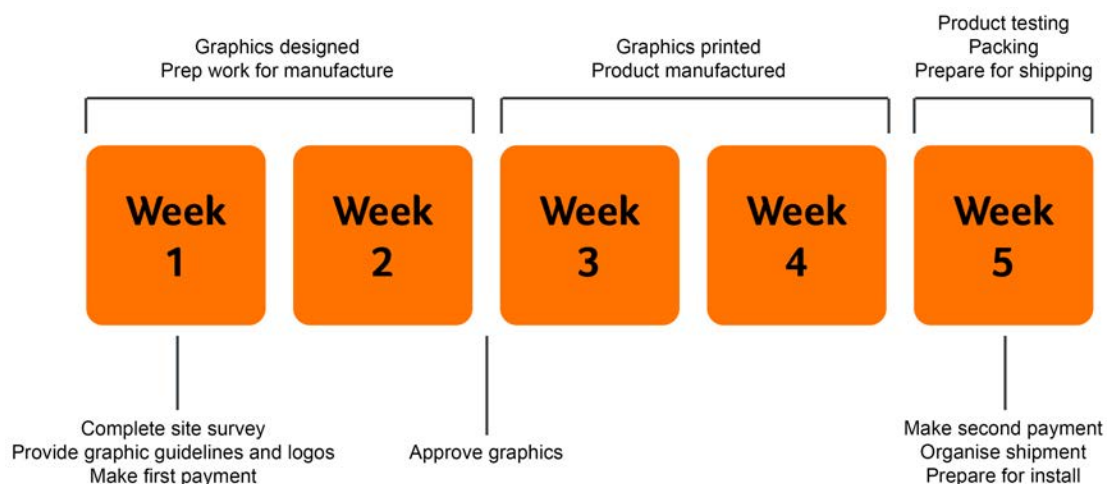 Graphics designed
Prep work for manufacture
Graphics printed
Product manufactured
Product testing
Packing
Prepare for shipping
Week
1
Week
2
Week
3
Week
4
Week
5
Complete site survey
Provide graphic guidelines and logos
Make first payment
Approve graphics
Make second payment
Organise shipment
Prepare for install